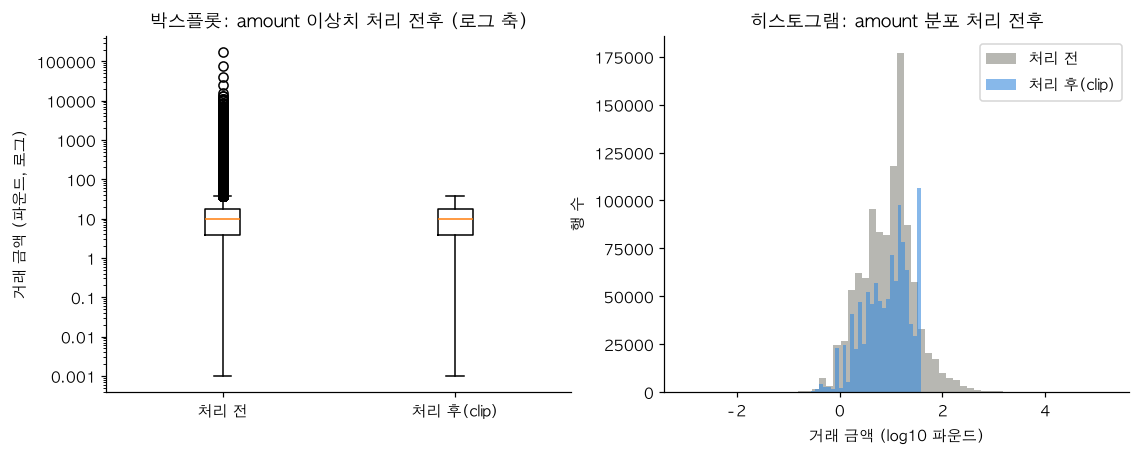 박스플롯: amount 이상치 처리 전후 (로그 축)
거래 금액 (파운드, 로그)
100000
10000
1000
100
10
1
0.1
0.01
0.001
처리 전
처리 후(clip)
히스토그램: amount 분포 처리 전후
행 수
175000
150000
125000
100000
75000
50000
25000
0
처리 전
처리 후(clip)
-2
0
2
4
거래 금액 (log10 파운드)